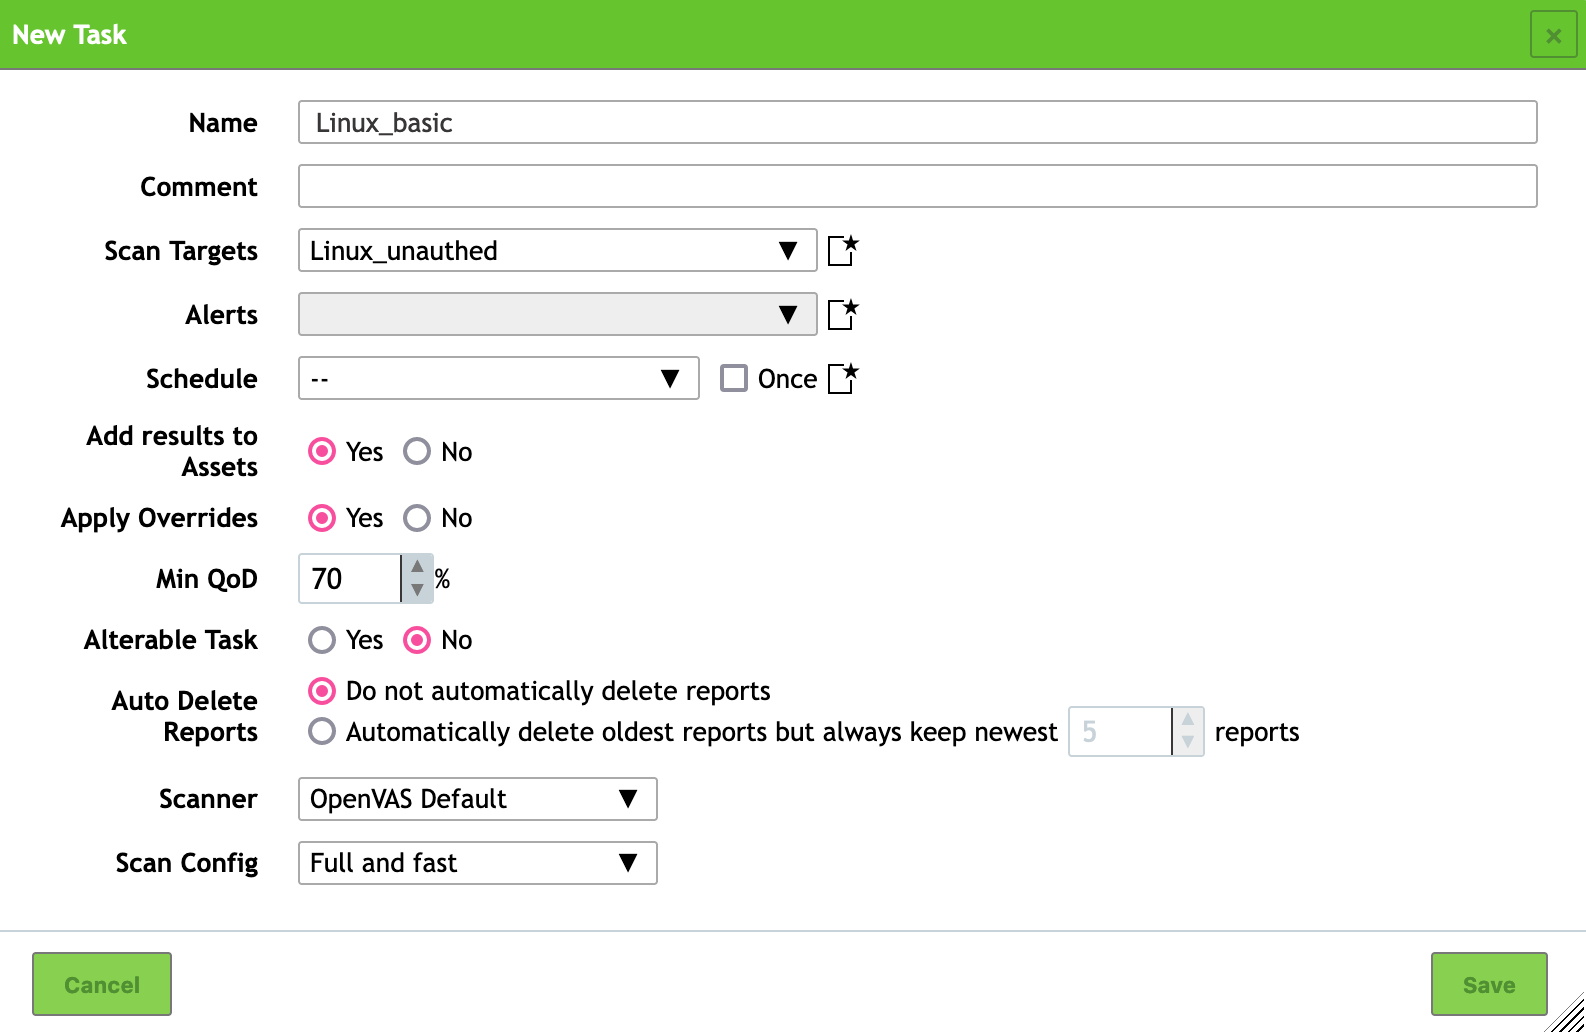 New Task
Name Linux_basic
Comment
Scan Targets Linux_unauthed
Alerts
Schedule -- Once
Add results to
Assets Yes No
Apply Overrides Yes No
Min QoD 70 %
Alterable Task Yes No
Auto Delete
Reports
Do not automatically delete reports
Automatically delete oldest reports but always keep newest 5 reports
Scanner OpenVAS Default
Scan Config Full and fast
Cancel Save